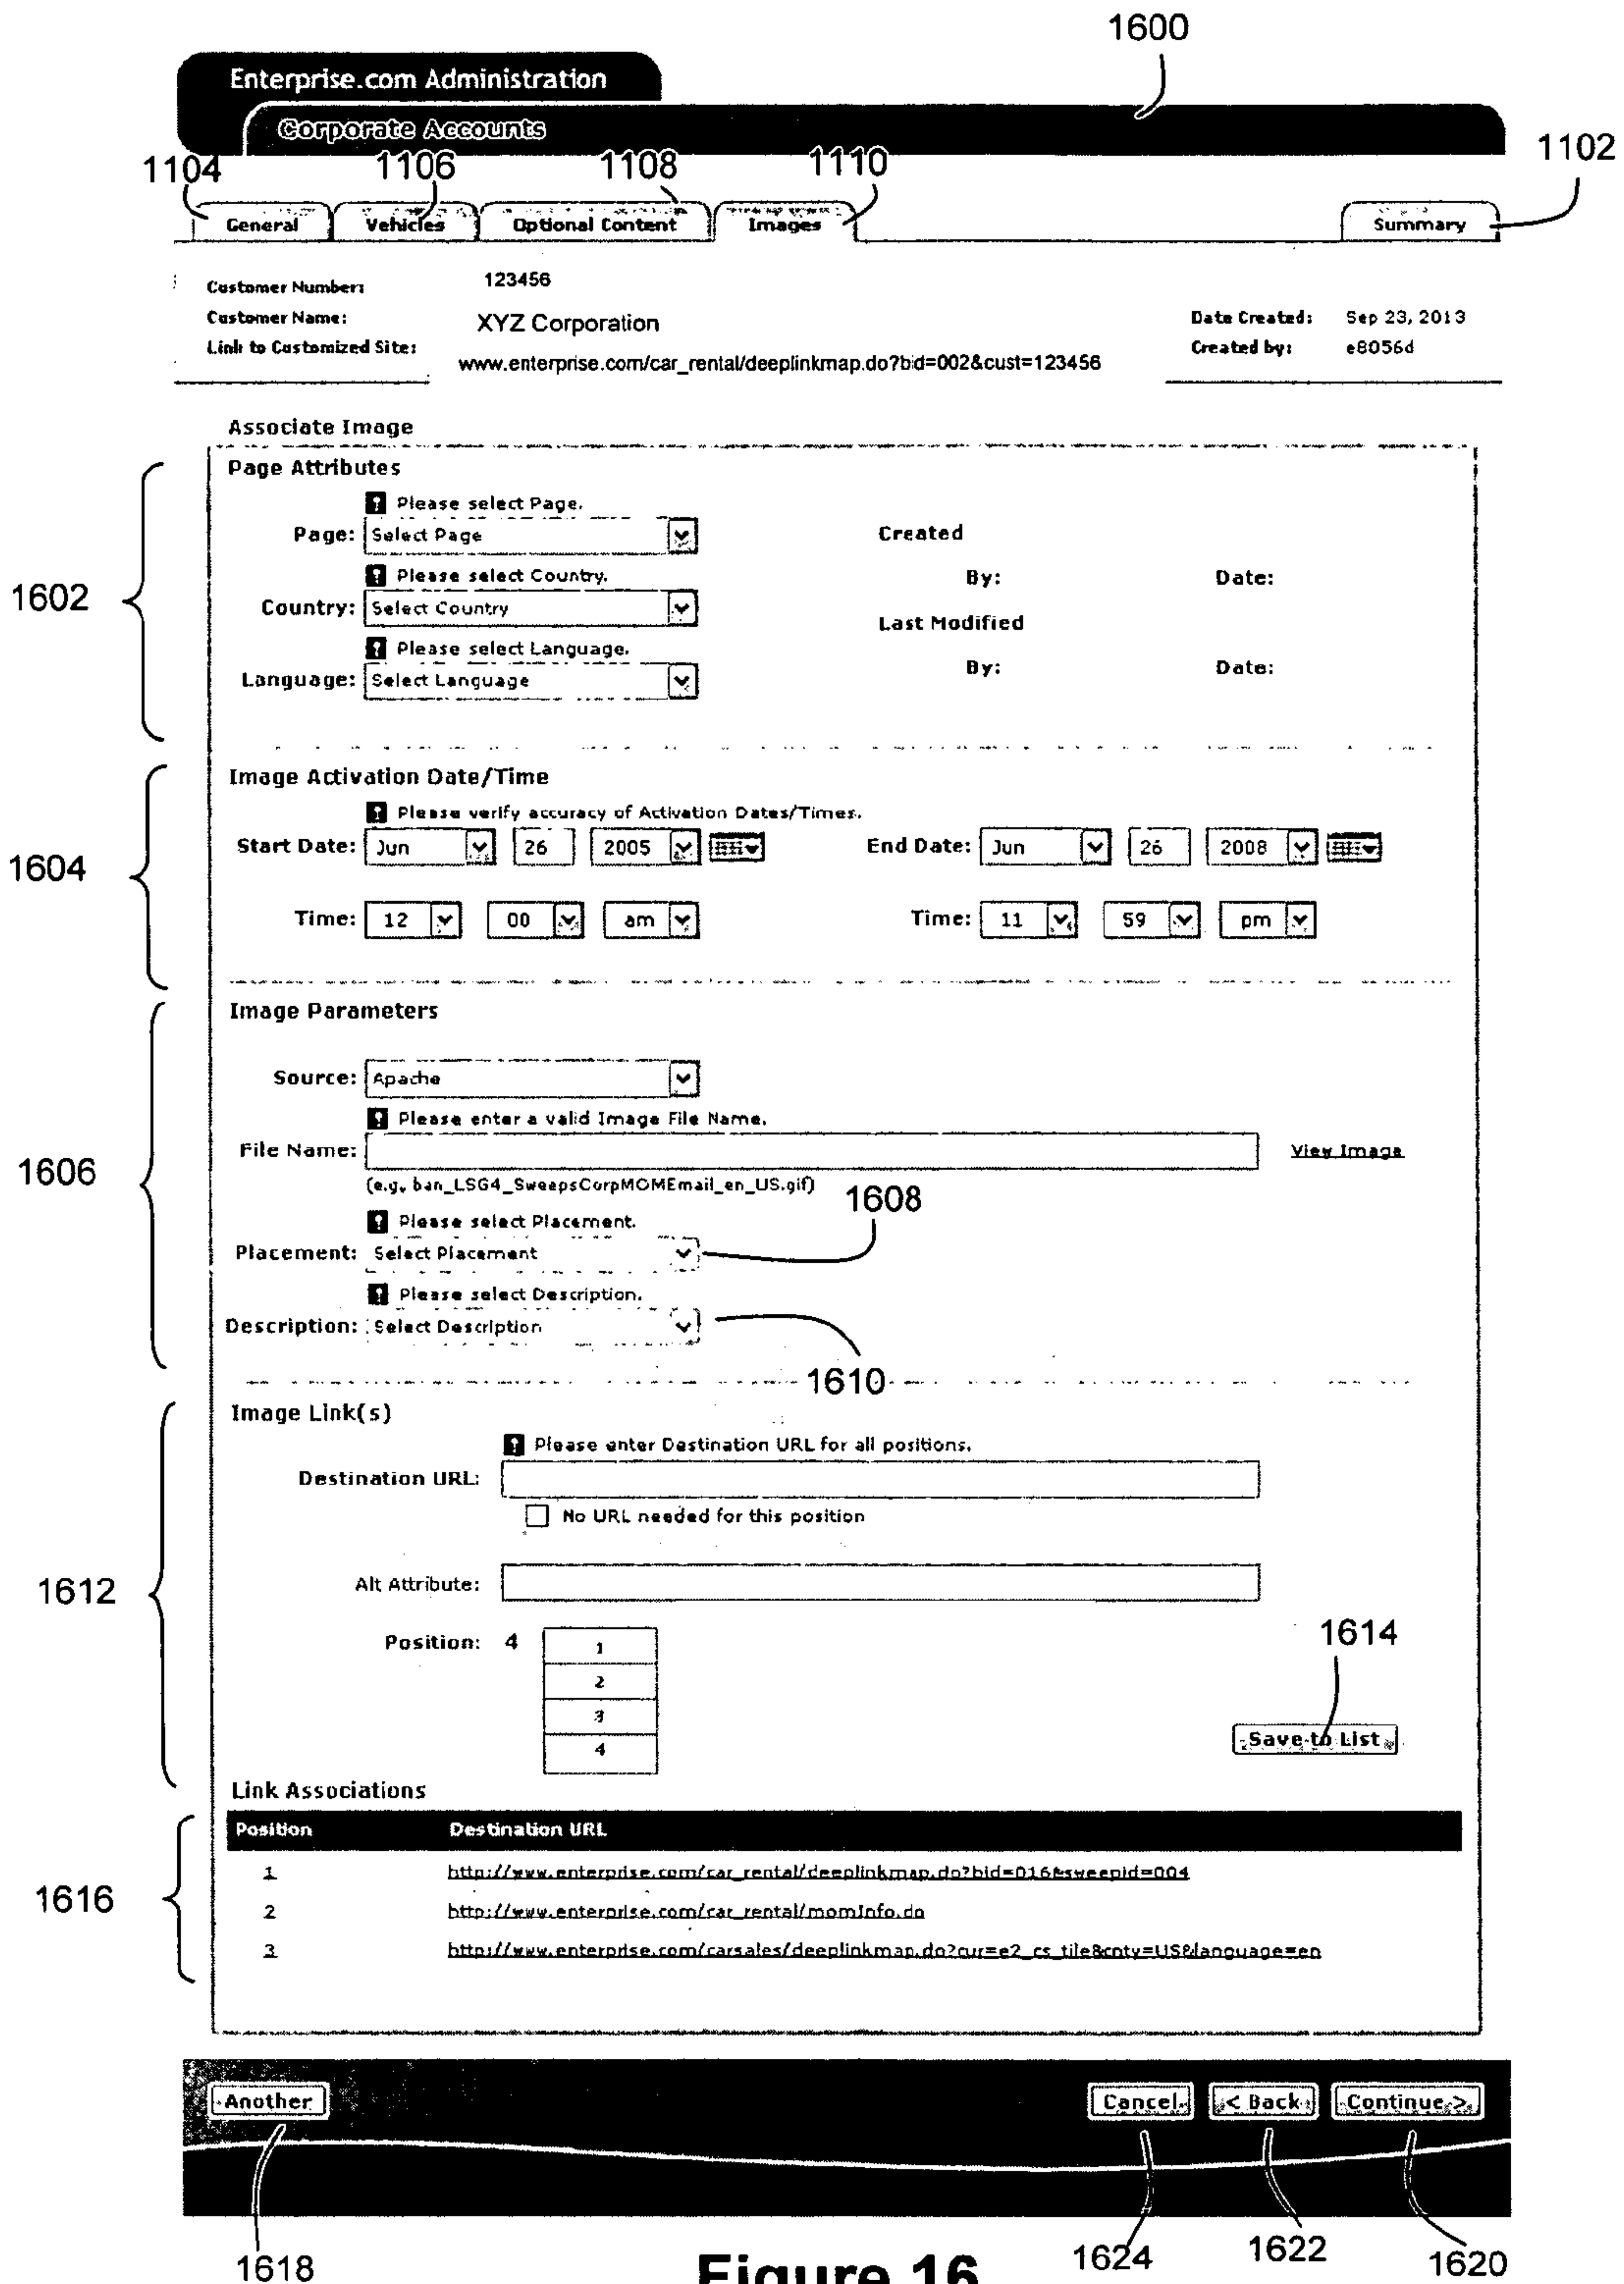 1600
Enterprise.com Administration
Corporate Accounts
1104 1106 1108 1110 1102
General Vehicles Optional Content Images Summary
Customer Number: 123456
Customer Name: XYZ Corporation Date Created: Sep 23, 2013
Link to Customized Site: www.enterprise.com/car_rental/deeplinkmap.do?bid=002&cust=123456 Created by: e8056d
Associate Image
Page Attributes
Please select Page.
Page: Select Page Created
Please select Country. By: Date:
1602 Country: Select Country
Last Modified
Please select Language.
Language: Select Language By: Date:
Image Activation Date/Time
Please verify accuracy of Activation Dates/Times.
1604 Start Date: Jun 26 2005 End Date: Jun 26 2008
Time: 12 00 am Time: 11 59 pm
Image Parameters
Source: Apache
Please enter a valid Image File Name.
1606 File Name: View Image
(e.g. ban_LSG4_SweepsCorpMOMEmail_en_US.gif)
1608
Please select Placement.
Placement: Select Placement
Please select Description.
Description: Select Description
1610
Image Link(s)
Please enter Destination URL for all positions.
Destination URL:
No URL needed for this position
1612 Alt Attribute:
Position: 4 1 1614
2
3
4 Save to List
Link Associations
Position Destination URL
1 http://www.enterprise.com/car_rental/deeplinkmap.do?bid=016&sweepid=004
1616
2 http://www.enterprise.com/car_rental/momInfo.do
3 http://www.enterprise.com/carsales/deeplinkmap.do?cur=e2_cs_tile&cnty=US&language=en
Another Cancel < Back Continue >
1618 1624 1622 1620
Figure 16